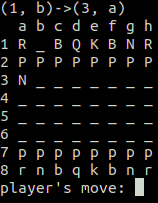 (1, b)->(3, a)
  a b c d e f g h
1 R _ B Q K B N R
2 P P P P P P P P
3 N _ _ _ _ _ _ _
4 _ _ _ _ _ _ _ _
5 _ _ _ _ _ _ _ _
6 _ _ _ _ _ _ _ _
7 p p p p p p p p
8 r n b q k b n r
player's move: